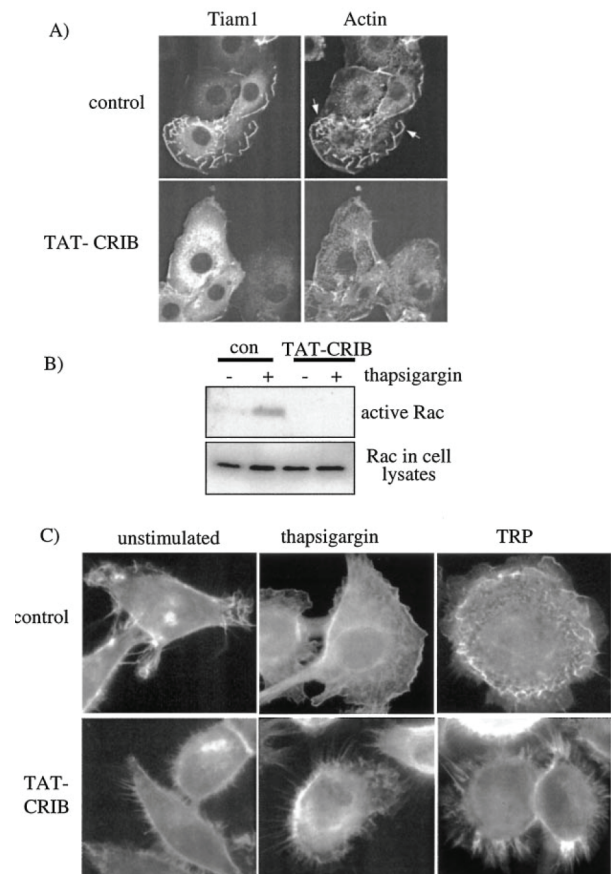 A)
Tiam1 Actin
control
TAT- CRIB
B)
con TAT-CRIB
- + - + thapsigargin
active Rac
Rac in cell
lysates
C)
unstimulated thapsigargin TRP
control
TAT-
CRIB